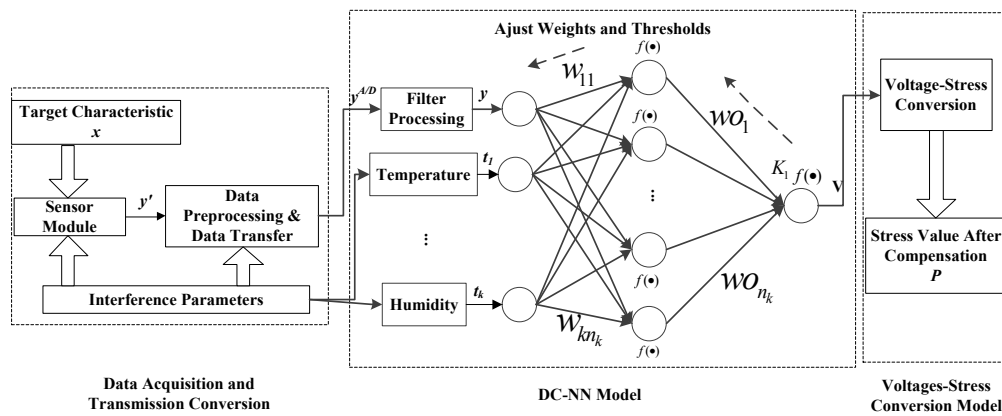 Ajust Weights and Thresholds
f(•)
w11
Target Characteristic
x
y^A/D
Filter
Processing
y
wo1
Voltage-Stress
Conversion
f(•)
Temperature
t1
K1 f(•)
V
Sensor
Module
y'
Data
Preprocessing &
Data Transfer
...
...
Stress Value After
Compensation
P
f(•)
wonk
Interference Parameters
Humidity
tk
wknk
f(•)
Data Acquisition and
Transmission Conversion
DC-NN Model
Voltages-Stress
Conversion Model